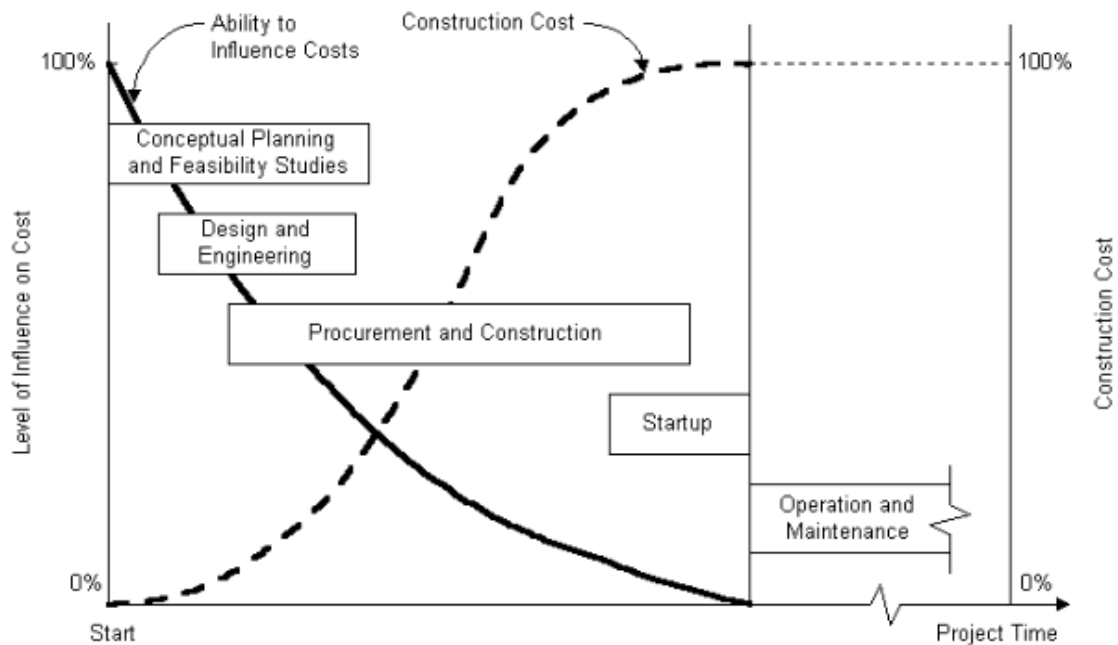 Ability to
Influence Costs
Construction Cost
100%
100%
Conceptual Planning
and Feasibility Studies
Level of Influence on Cost
Construction Cost
Design and
Engineering
Procurement and Construction
Startup
Operation and
Maintenance
0%
0%
Start
Project Time